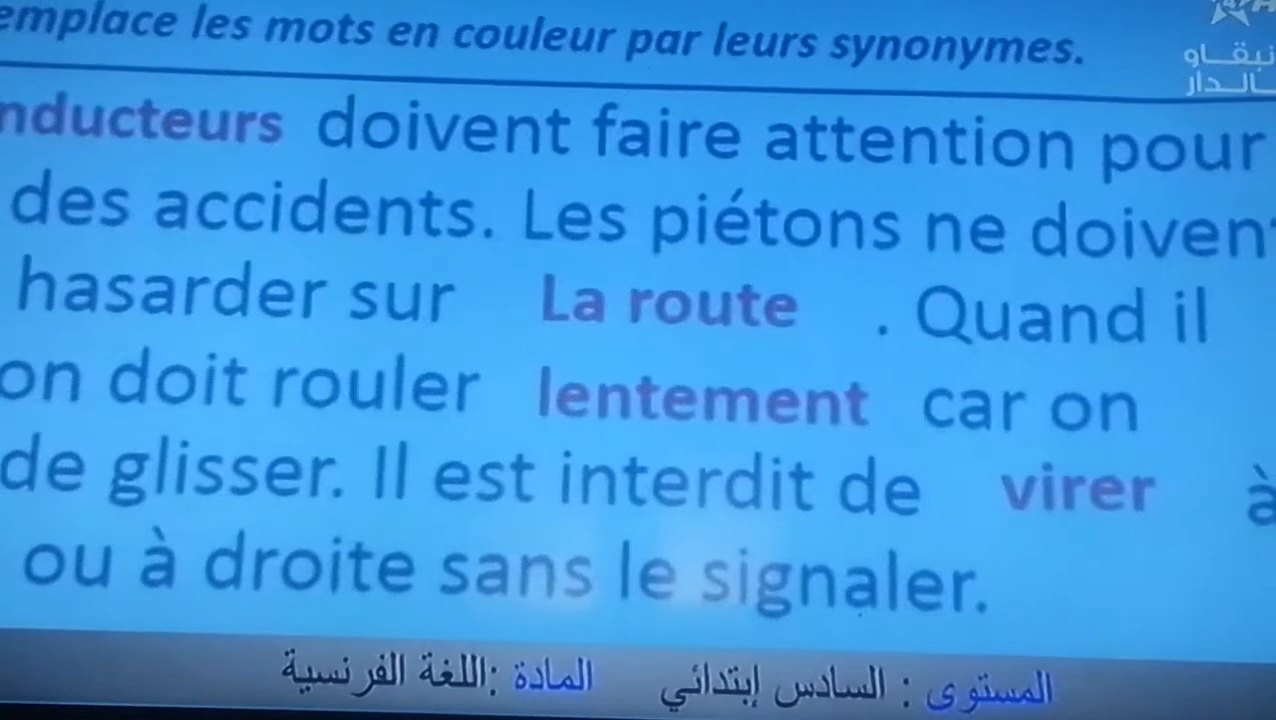 emplace les mots en couleur par leurs synonymes.
نبقاو
فالدار
nducteurs doivent faire attention pour
des accidents. Les piétons ne doiven
hasarder sur La route . Quand il
on doit rouler lentement car on
de glisser. Il est interdit de virer à
ou à droite sans le signaler.
المستوى : السادس إبتدائي المادة :اللغة الفرنسية